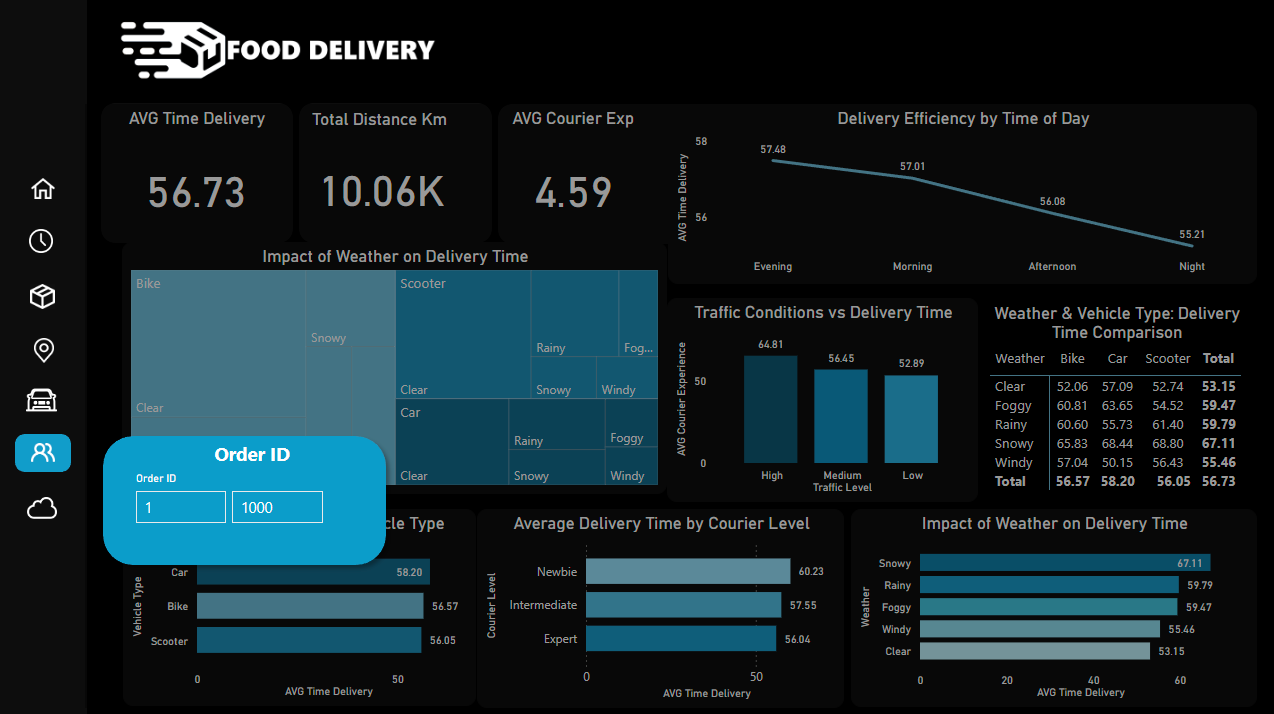 FOOD DELIVERY
AVG Time Delivery
56.73
Total Distance Km
10.06K
AVG Courier Exp
4.59
Delivery Efficiency by Time of Day
AVG Time Delivery
58
56
57.48
57.01
56.08
55.21
Evening
Morning
Afternoon
Night
Impact of Weather on Delivery Time
Bike
Clear
Snowy
Scooter
Clear
Rainy
Fog...
Snowy
Windy
Car
Clear
Rainy
Foggy
Snowy
Windy
Traffic Conditions vs Delivery Time
AVG Courier Experience
50
0
64.81
56.45
52.89
High
Medium
Low
Traffic Level
Weather & Vehicle Type: Delivery
Time Comparison
Weather Bike Car Scooter Total
Clear 52.06 57.09 52.74 53.15
Foggy 60.81 63.65 54.52 59.47
Rainy 60.60 55.73 61.40 59.79
Snowy 65.83 68.44 68.80 67.11
Windy 57.04 50.15 56.43 55.46
Total 56.57 58.20 56.05 56.73
Order ID
Order ID
1
1000
Type
Vehicle Type
Car 58.20
Bike 56.57
Scooter 56.05
0 50
AVG Time Delivery
Average Delivery Time by Courier Level
Courier Level
Newbie 60.23
Intermediate 57.55
Expert 56.04
0 50
AVG Time Delivery
Impact of Weather on Delivery Time
Weather
Snowy 67.11
Rainy 59.79
Foggy 59.47
Windy 55.46
Clear 53.15
0 20 40 60
AVG Time Delivery